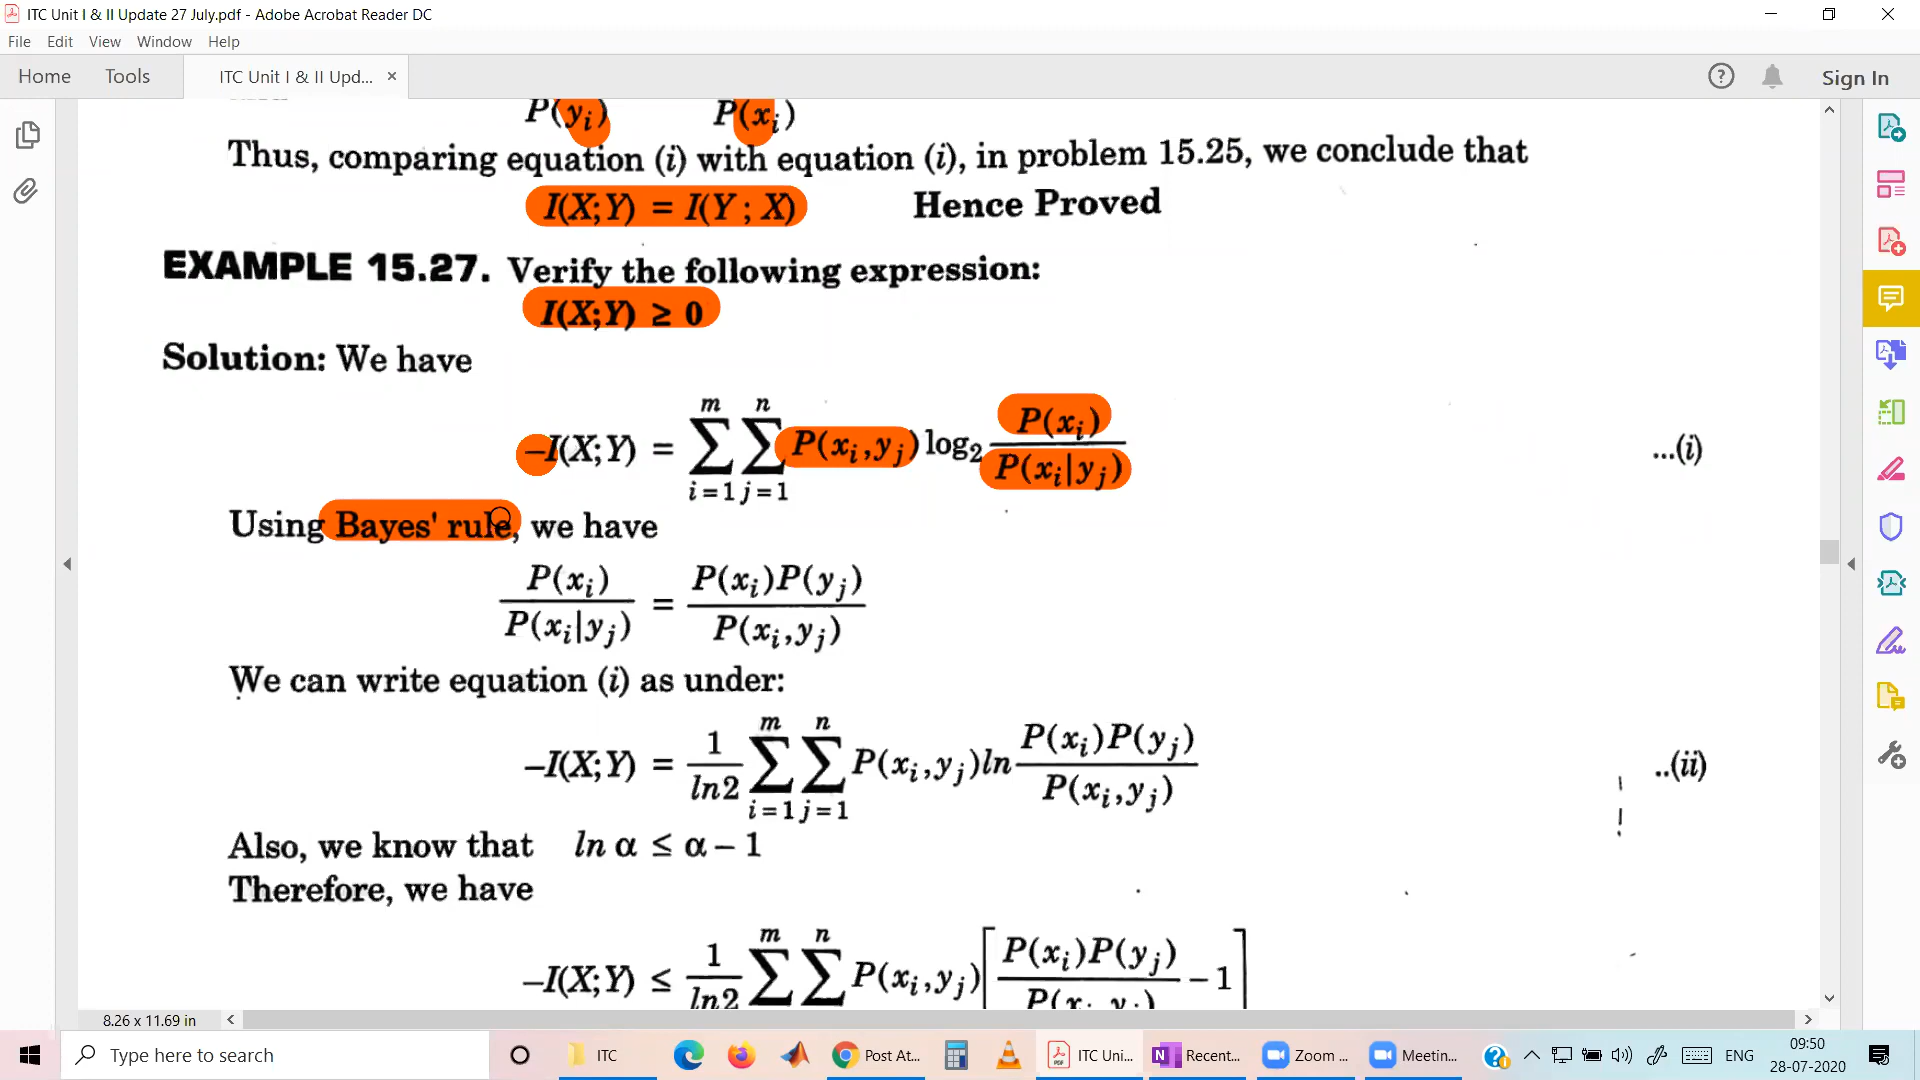 ITC Unit I & II Update 27 July.pdf - Adobe Acrobat Reader DC
File Edit View Window Help
Home Tools ITC Unit I & II Upd... × Sign In
P(yi) P(xi)
Thus, comparing equation (i) with equation (i), in problem 15.25, we conclude that
I(X;Y) = I(Y ; X) Hence Proved
EXAMPLE 15.27. Verify the following expression:
I(X;Y) ≥ 0
Solution: We have
–I(X;Y) = m∑i=1 n∑j=1 P(xi,yj) log2 P(xi) / P(xi|yj) ...(i)
Using Bayes' rule, we have
P(xi) / P(xi|yj) = P(xi)P(yj) / P(xi,yj)
We can write equation (i) as under:
–I(X;Y) = 1/ln2 m∑i=1 n∑j=1 P(xi,yj)ln P(xi)P(yj) / P(xi,yj) ..(ii)
Also, we know that ln α ≤ α – 1
Therefore, we have
–I(X;Y) ≤ 1/ln2 m∑ n∑ P(xi,yj) [P(xi)P(yj) / P(xi,yj) – 1]
8.26 x 11.69 in
Type here to search ITC Post At... ITC Uni... Recent... Zoom ... Meetin... ENG 09:50
28-07-2020